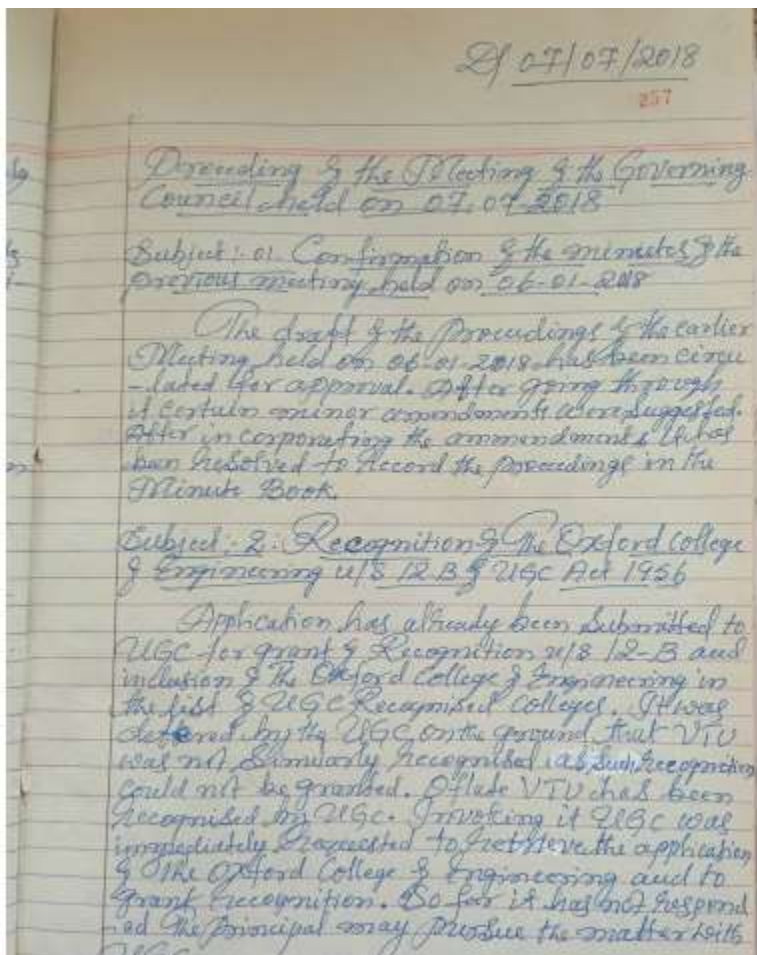 Df 07/07/2018
257
Proceeding of the Meeting of the Governing
Council held on 07.07-2018
Subject:- 01. Confirmation of the minutes of the
previous meeting held on 06-01-2018
The draft of the proceedings of the earlier
Meeting held on 06-01-2018 has been circu
-lated for approval. After going through
it certain minor amendments were suggested.
After incorporating the ammendments it has
been resolved to record the proceedings in the
Minute Book.
Subject:- 2: Recognition of The Oxford College
of Engineering u/s 12-B of UGC Act 1956
Application has already been submitted to
UGC for grant of Recognition u/s 12-B and
inclusion of The Oxford College of Engineering in
the list of UGC Recognised Colleges. It was
by the UGC on the ground that VTU
was not similarly recognised as such recognition
could not be granted. Of late VTU has been
recognised by UGC. Invoking it UGC was
immediately requested to retrieve the application
of The Oxford College of Engineering and to
grant recognition. So far it has not respond
-ed The Principal may pursue the matter with
UGC